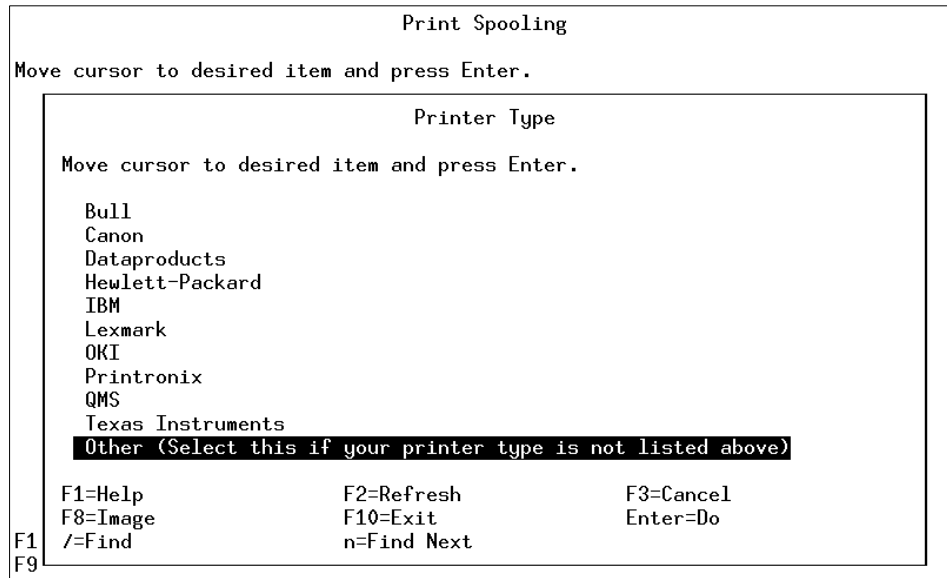 Print Spooling
Move cursor to desired item and press Enter.
Printer Type
Move cursor to desired item and press Enter.
Bull
Canon
Dataproducts
Hewlett-Packard
IBM
Lexmark
OKI
Printronix
QMS
Texas Instruments
Other (Select this if your printer type is not listed above)
F1=Help F2=Refresh F3=Cancel
F8=Image F10=Exit Enter=Do
F1 /=Find n=Find Next
F9